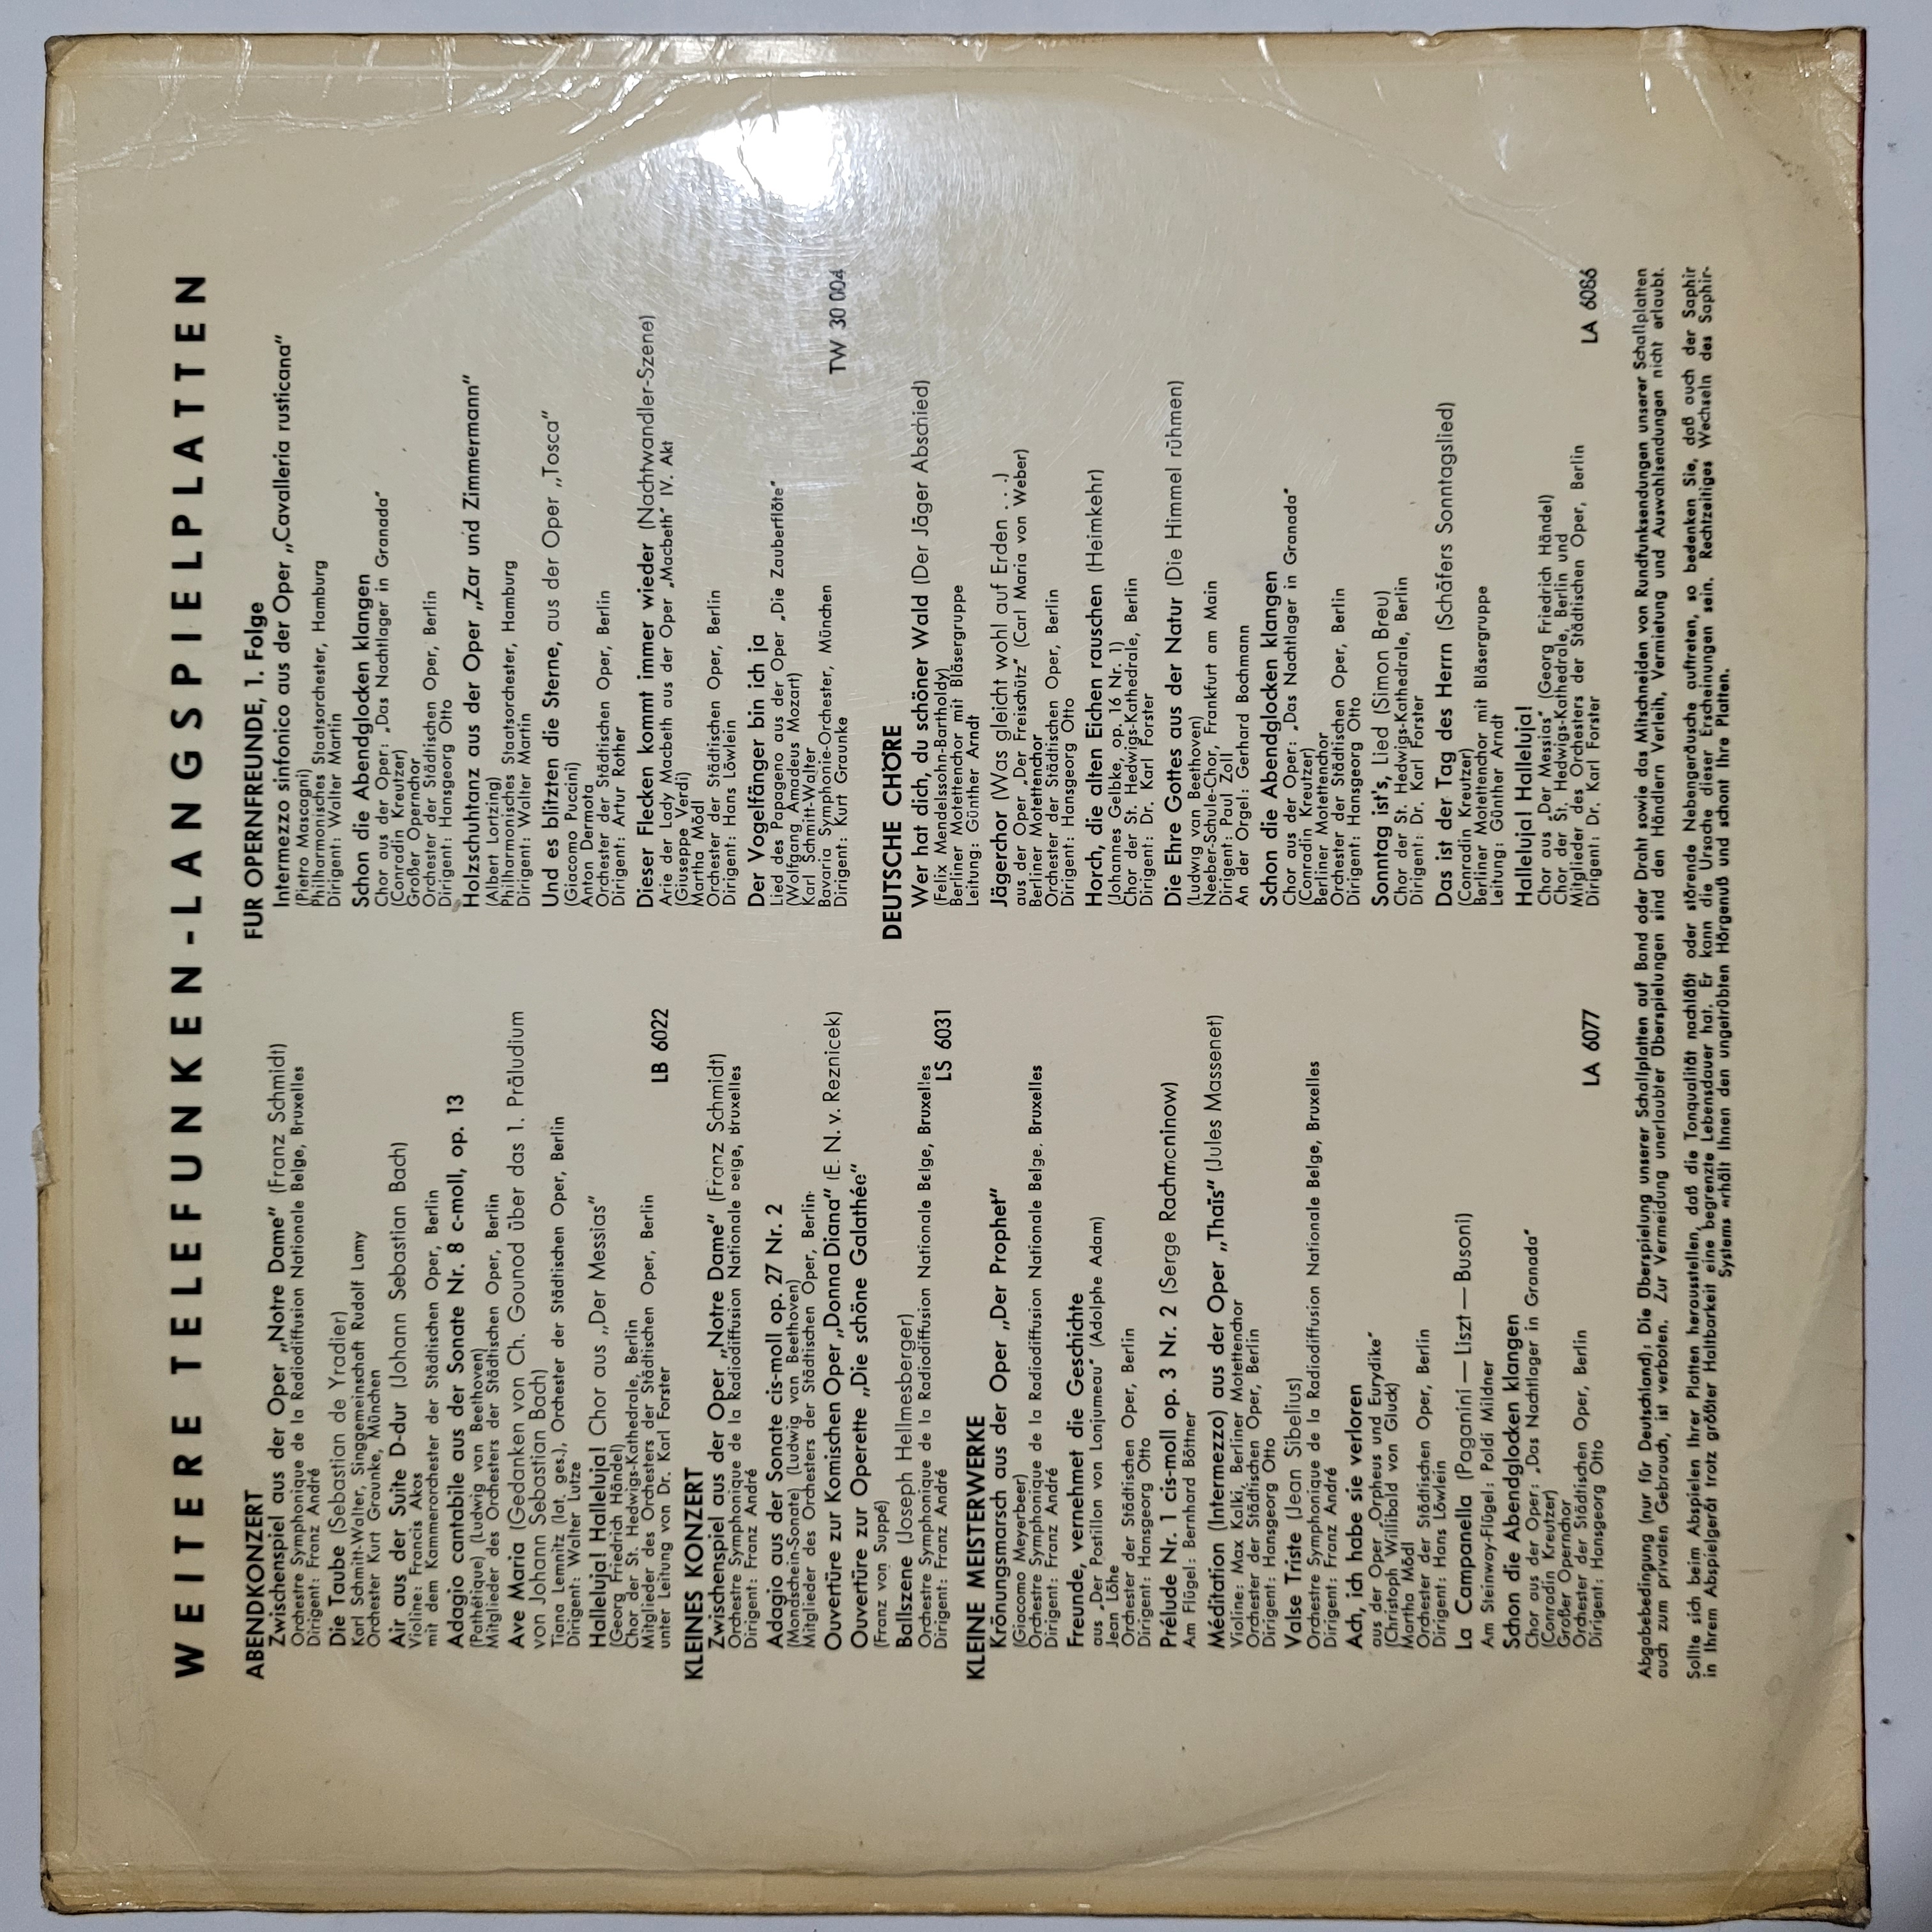 WEITERE TELEFUNKEN-LANGSPIELPLATTEN
ABENDKONZERT
Zwischenspiel aus der Oper „Notre Dame“ (Franz Schmidt)
Orchestre Symphonique de la Radiodiffusion Nationale Belge, Bruxelles
Dirigent: Franz André
Die Taube (Sebastian de Yradier)
Karl Schmitt-Walter, Singgemeinschaft Rudolf Lamy
Orchester Kurt Graunke, München
Air aus der Suite D-dur (Johann Sebastian Bach)
Violine: Francis Akos
mit dem Kammerorchester der Städtischen Oper, Berlin
Adagio cantabile aus der Sonate Nr. 8 c-moll, op. 13
(Pathétique) (Ludwig van Beethoven)
Mitglieder des Orchesters der Städtischen Oper, Berlin
Ave Maria (Gedanken von Ch. Gounod über das 1. Präludium
von Johann Sebastian Bach)
Tiana Lemnitz (lat. ges.), Orchester der Städtischen Oper, Berlin
Dirigent: Walter Lutze
Halleluja! Halleluja! Chor aus „Der Messias“
(Georg Friedrich Händel)
Chor der St. Hedwigs-Kathedrale, Berlin
Mitglieder des Orchesters der Städtischen Oper, Berlin
unter Leitung von Dr. Karl Forster
LB 6022
KLEINES KONZERT
Zwischenspiel aus der Oper „Notre Dame“ (Franz Schmidt)
Orchestre Symphonique de la Radiodiffusion Nationale Belge, Bruxelles
Dirigent: Franz André
Adagio aus der Sonate cis-moll op. 27 Nr. 2
(Mondschein-Sonate) (Ludwig van Beethoven)
Mitglieder des Orchesters der Städtischen Oper, Berlin
Ouvertüre zur Komischen Oper „Donna Diana“ (E. N. v. Reznicek)
Ouvertüre zur Operette „Die schöne Galathée“
(Franz von Suppé)
Ballszene (Joseph Hellmesberger)
Orchestre Symphonique de la Radiodiffusion Nationale Belge, Bruxelles
Dirigent: Franz André
LS 6031
KLEINE MEISTERWERKE
Krönungsmarsch aus der Oper „Der Prophet“
(Giacomo Meyerbeer)
Orchestre Symphonique de la Radiodiffusion Nationale Belge. Bruxelles
Dirigent: Franz André
Freunde, vernehmet die Geschichte
aus „Der Postillon von Lonjumeau“ (Adolphe Adam)
Jean Löhe
Orchester der Städtischen Oper, Berlin
Dirigent: Hansgeorg Otto
Prélude Nr. 1 cis-moll op. 3 Nr. 2 (Serge Rachmoninow)
Am Flügel: Bernhard Böttner
Méditation (Intermezzo) aus der Oper „Thaïs“ (Jules Massenet)
Violine: Max Kalki, Berliner Motettenchor
Orchester der Städtischen Oper, Berlin
Dirigent: Hansgeorg Otto
Valse Triste (Jean Sibelius)
Orchestre Symphonique de la Radiodiffusion Nationale Belge, Bruxelles
Dirigent: Franz André
Ach, ich habe sie verloren
aus der Oper „Orpheus und Eurydike“
(Christoph Willibald von Gluck)
Martha Mödl
Orchester der Städtischen Oper, Berlin
Dirigent: Hans Löwlein
La Campanella (Paganini — Liszt — Busoni)
Am Steinway-Flügel: Poldi Mildner
Schon die Abendglocken klangen
Chor aus der Oper: „Das Nachtlager in Granada“
(Conradin Kreutzer)
Großer Opernchor
Orchester der Städtischen Oper, Berlin
Dirigent: Hansgeorg Otto
LA 6077
FÜR OPERNFREUNDE, 1. Folge
Intermezzo sinfonico aus der Oper „Cavalleria rusticana“
(Pietro Mascagni)
Philharmonisches Staatsorchester, Hamburg
Dirigent: Walter Martin
Schon die Abendglocken klangen
Chor aus der Oper: „Das Nachtlager in Granada“
(Conradin Kreutzer)
Großer Opernchor
Orchester der Städtischen Oper, Berlin
Dirigent: Hansgeorg Otto
Holzschuhtanz aus der Oper „Zar und Zimmermann“
(Albert Lortzing)
Philharmonisches Staatsorchester, Hamburg
Dirigent: Walter Martin
Und es blitzten die Sterne, aus der Oper „Tosca“
(Giacomo Puccini)
Anton Dermota
Orchester der Städtischen Oper, Berlin
Dirigent: Artur Rother
Dieser Flecken kommt immer wieder (Nachtwandler-Szene)
Arie der Lady Macbeth aus der Oper „Macbeth“ IV. Akt
(Giuseppe Verdi)
Martha Mödl
Orchester der Städtischen Oper, Berlin
Dirigent: Hans Löwlein
Der Vogelfänger bin ich ja
Lied des Papageno aus der Oper „Die Zauberflöte“
(Wolfgang Amadeus Mozart)
Karl Schmitt-Walter
Bavaria Symphonie-Orchester, München
Dirigent: Kurt Graunke
TW 30 004
DEUTSCHE CHÖRE
Wer hat dich, du schöner Wald (Der Jäger Abschied)
(Felix Mendelssohn-Bartholdy)
Berliner Motettenchor mit Bläsergruppe
Leitung: Günther Arndt
Jägerchor (Was gleicht wohl auf Erden . . .)
aus der Oper „Der Freischütz“ (Carl Maria von Weber)
Berliner Motettenchor
Orchester der Städtischen Oper, Berlin
Dirigent: Hansgeorg Otto
Horch, die alten Eichen rauschen (Heimkehr)
(Johannes Gelbke, op. 16 Nr. 1)
Chor der St. Hedwigs-Kathedrale, Berlin
Dirigent: Dr. Karl Forster
Die Ehre Gottes aus der Natur (Die Himmel rühmen)
(Ludwig van Beethoven)
Neeber-Schule-Chor, Frankfurt am Main
Dirigent: Paul Zoll
An der Orgel: Gerhard Bochmann
Schon die Abendglocken klangen
Chor aus der Oper: „Das Nachtlager in Granada“
(Conradin Kreutzer)
Berliner Motettenchor
Orchester der Städtischen Oper, Berlin
Dirigent: Hansgeorg Otto
Sonntag ist's, Lied (Simon Breu)
Chor der St. Hedwigs-Kathedrale, Berlin
Dirigent: Dr. Karl Forster
Das ist der Tag des Herrn (Schäfers Sonntagslied)
(Conradin Kreutzer)
Berliner Motettenchor mit Bläsergruppe
Leitung: Günther Arndt
Halleluja! Halleluja!
Chor aus „Der Messias“ (Georg Friedrich Händel)
Chor der St. Hedwigs-Kathedrale, Berlin und
Mitglieder des Orchesters der Städtischen Oper, Berlin
Dirigent: Dr. Karl Forster
LA 6086
Abgabebedingung (nur für Deutschland): Die Überspielung unserer Schallplatten auf Band oder Draht sowie das Mitschneiden von Rundfunksendungen unserer Schallplatten
auch zum privaten Gebrauch, ist verboten. Zur Vermeidung unerlaubter Überspielungen sind den Händlern Verleih, Vermietung und Auswahlsendungen nicht erlaubt.
Sollte sich beim Abspielen Ihrer Platten herausstellen, daß die Tonqualität nachläßt oder störende Nebengeräusche auftreten, so bedenken Sie, daß auch der Saphir
in Ihrem Abspielgerät trotz größter Haltbarkeit eine begrenzte Lebensdauer hat. Er kann die Ursache dieser Erscheinungen sein. Rechtzeitiges Wechseln des Saphir-
Systems erhält Ihnen den ungetrübten Hörgenuß und schont Ihre Platten.